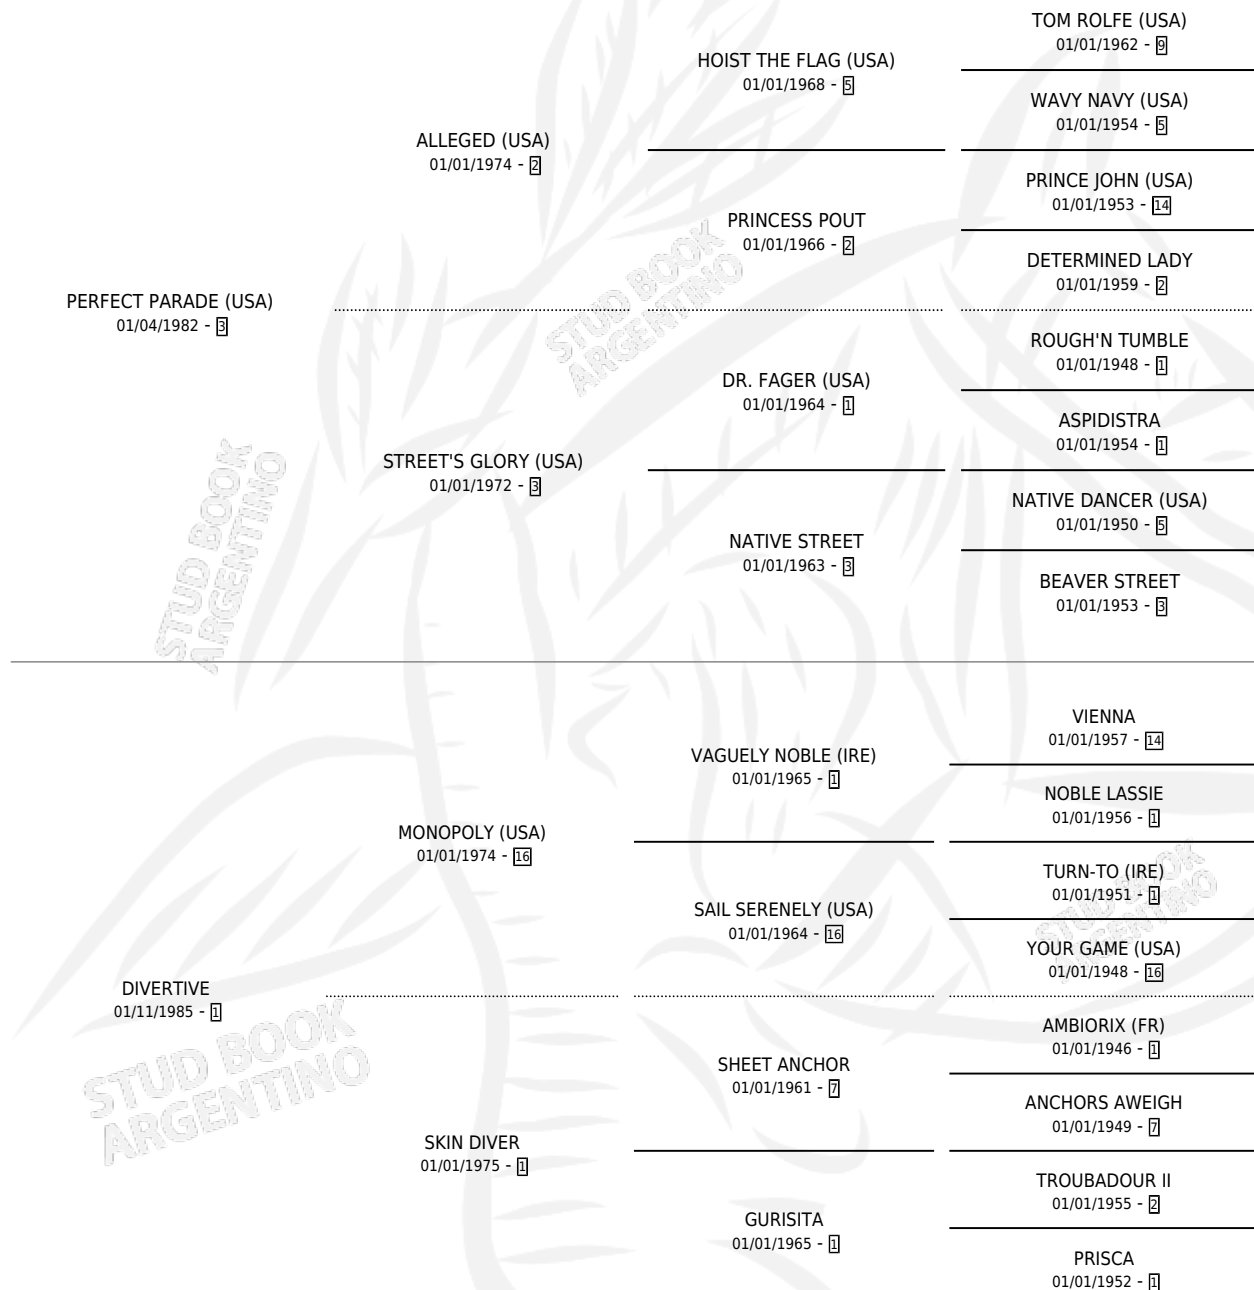 TOM ROLFE (USA)
01/01/1962 - 9
HOIST THE FLAG (USA)
01/01/1968 - 5
WAVY NAVY (USA)
01/01/1954 - 5
ALLEGED (USA)
01/01/1974 - 2
PRINCE JOHN (USA)
01/01/1953 - 14
PRINCESS POUT
01/01/1966 - 2
DETERMINED LADY
01/01/1959 - 2
PERFECT PARADE (USA)
01/04/1982 - 3
STUD BOOK
ARGENTINO
ROUGH'N TUMBLE
01/01/1948 - 1
DR. FAGER (USA)
01/01/1964 - 1
ASPIDISTRA
01/01/1954 - 1
STREET'S GLORY (USA)
01/01/1972 - 3
NATIVE DANCER (USA)
01/01/1950 - 5
NATIVE STREET
01/01/1963 - 3
BEAVER STREET
01/01/1953 - 3
STUD BOOK
ARGENTINO
VIENNA
01/01/1957 - 14
VAGUELY NOBLE (IRE)
01/01/1965 - 1
NOBLE LASSIE
01/01/1956 - 1
MONOPOLY (USA)
01/01/1974 - 16
TURN-TO (IRE)
01/01/1951 - 1
SAIL SERENELY (USA)
01/01/1964 - 16
YOUR GAME (USA)
01/01/1948 - 16
STUD BOOK
ARGENTINO
DIVERTIVE
01/11/1985 - 1
STUD BOOK
ARGENTINO
AMBIORIX (FR)
01/01/1946 - 1
SHEET ANCHOR
01/01/1961 - 7
ANCHORS AWEIGH
01/01/1949 - 7
SKIN DIVER
01/01/1975 - 1
TROUBADOUR II
01/01/1955 - 2
GURISITA
01/01/1965 - 1
PRISCA
01/01/1952 - 1